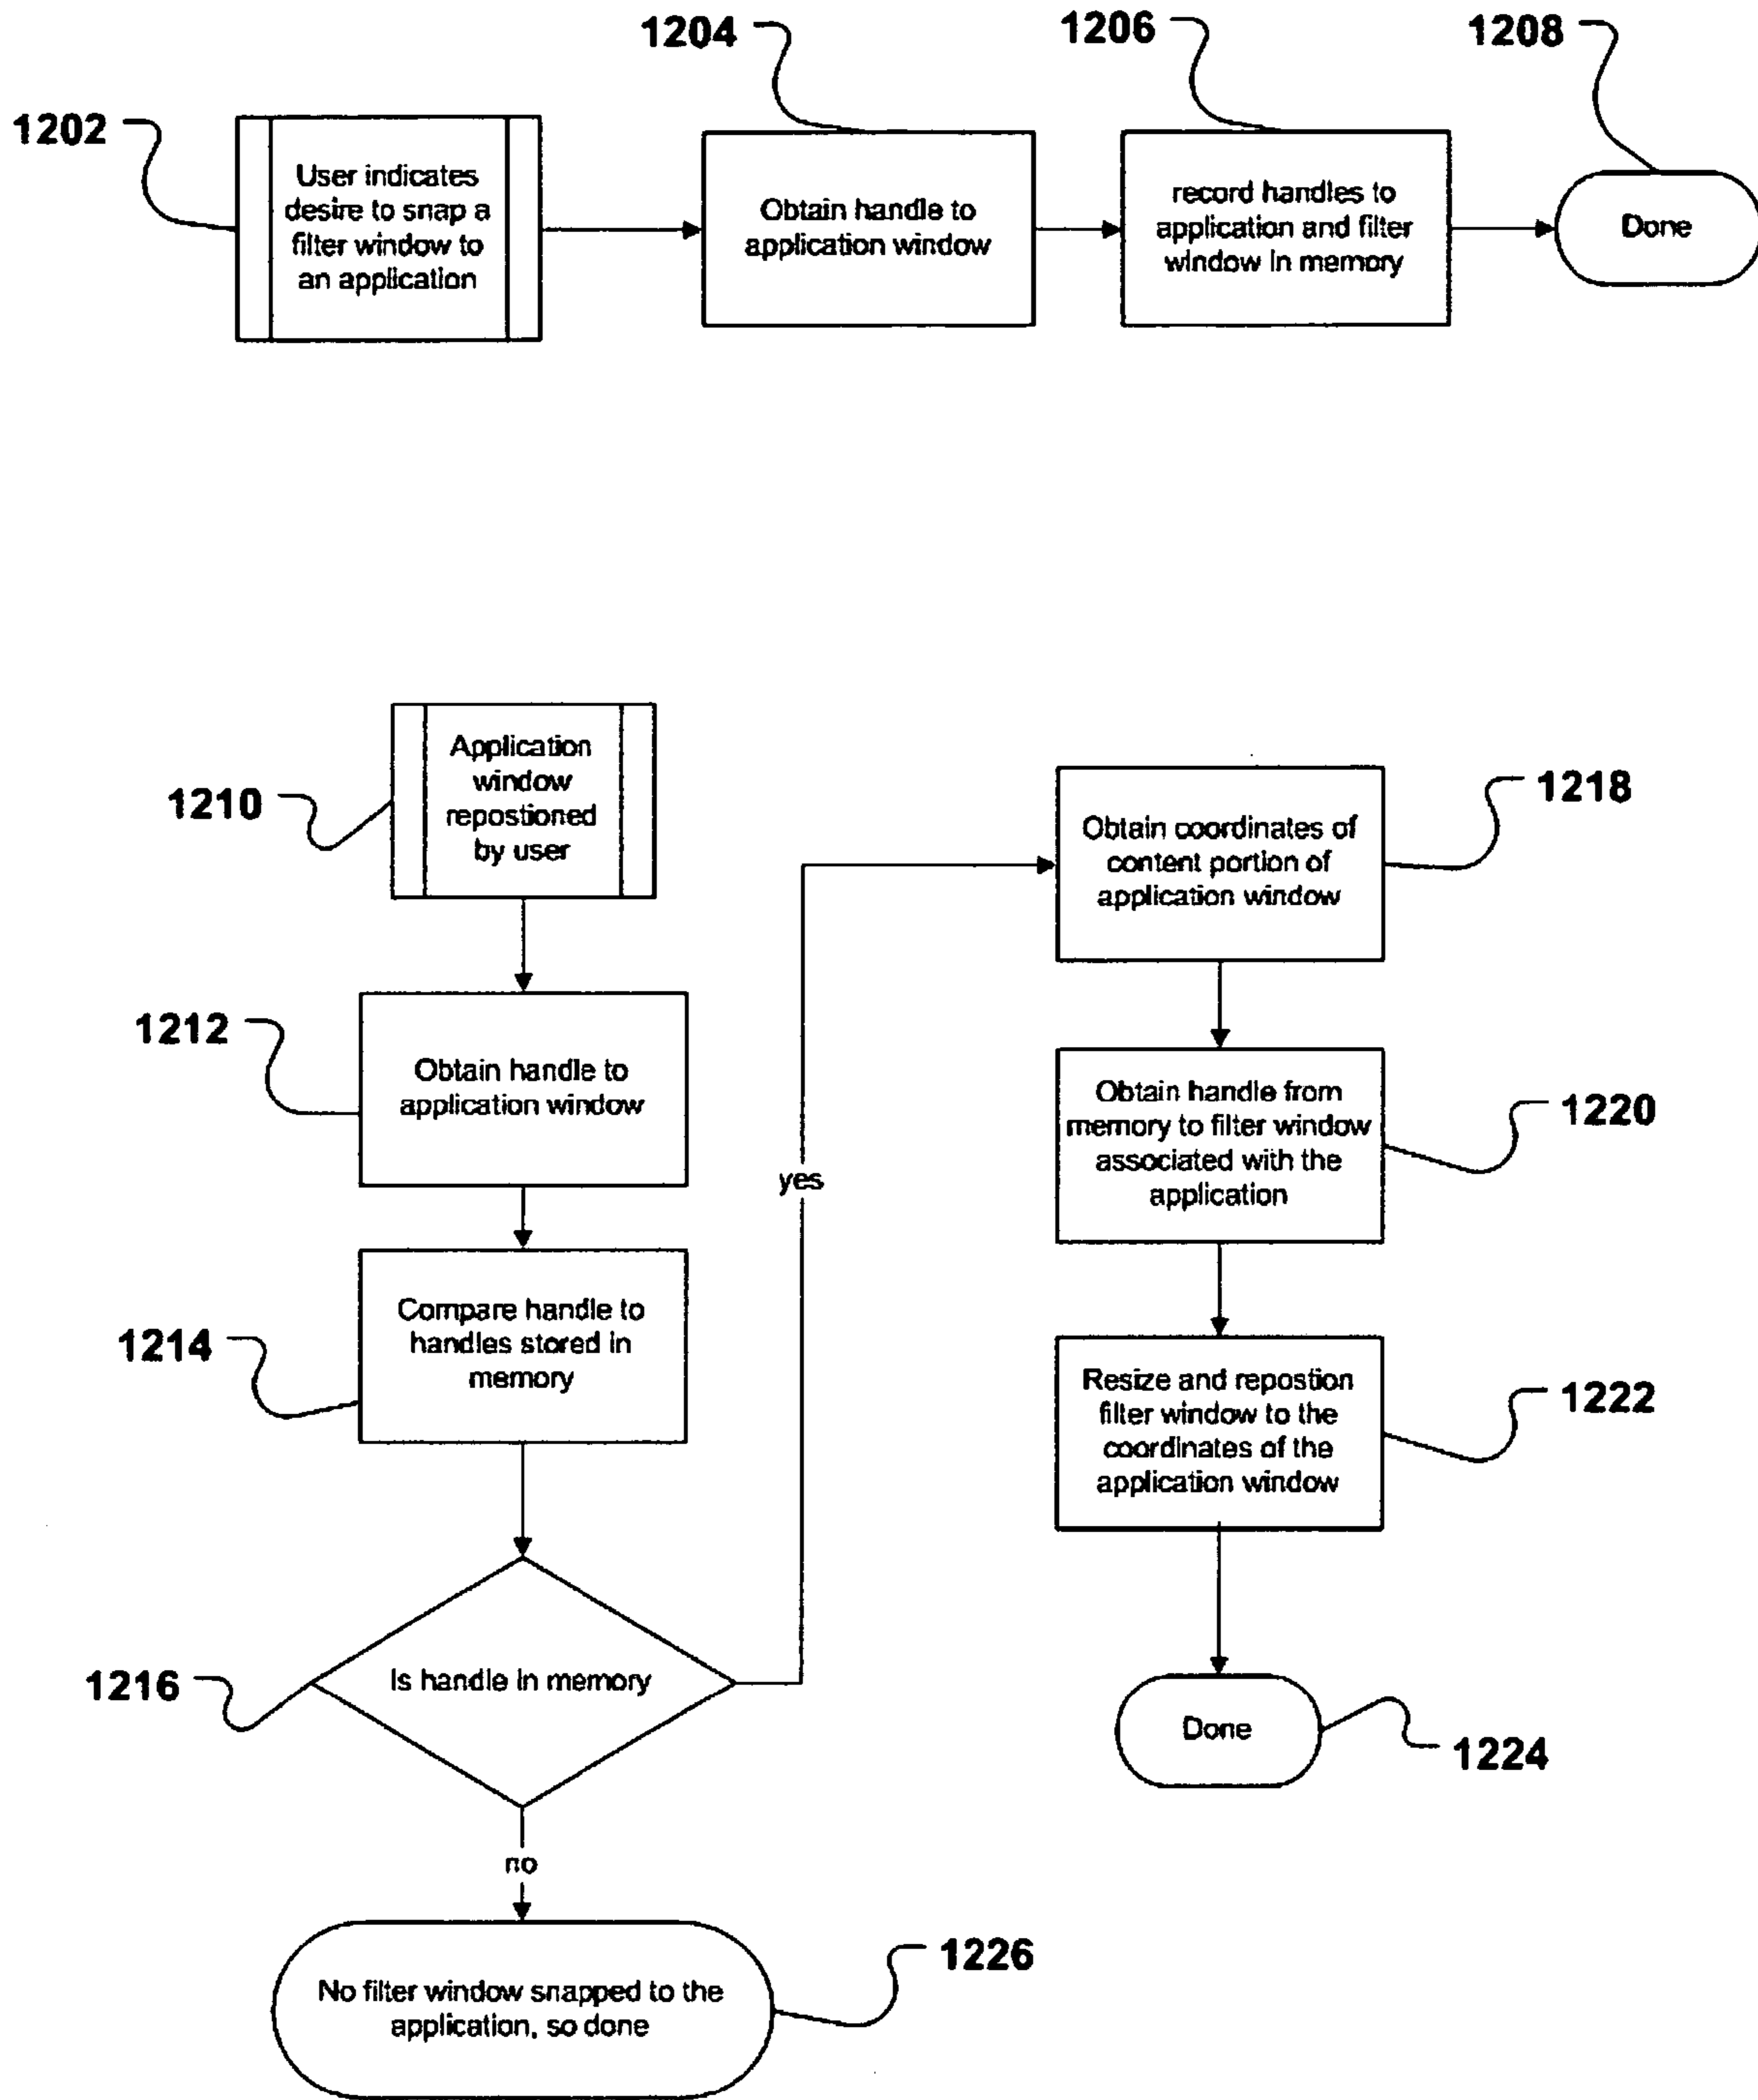 1204
1206
1208
1202
User indicates
desire to snap a
filter window to
an application
Obtain handle to
application window
record handles to
application and filter
window in memory
Done
1210
Application
window
repostioned
by user
1212
Obtain handle to
application window
1214
Compare handle to
handles stored in
memory
1216
Is handle in memory
yes
no
No filter window snapped to the
application, so done
1226
Obtain coordinates of
content portion of
application window
1218
Obtain handle from
memory to filter window
associated with the
application
1220
Resize and repostion
filter window to the
coordinates of the
application window
1222
Done
1224